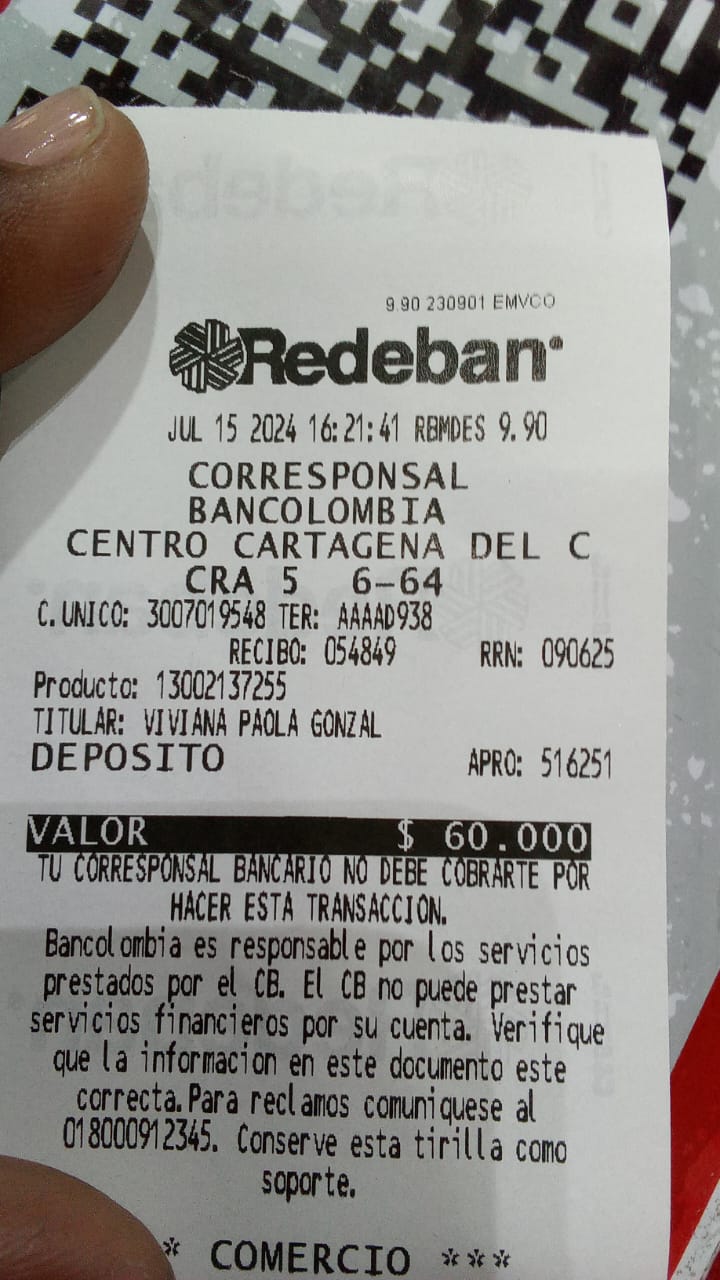 9.90 230901 EMVCO
Redeban
JUL 15 2024 16:21:41 RBMDES 9.90
CORRESPONSAL
BANCOLOMBIA
CENTRO CARTAGENA DEL C
CRA 5 6-64
C.UNICO: 3007019548 TER: AAAAD938
RECIBO: 054849 RRN: 090625
Producto: 13002137255
TITULAR: VIVIANA PAOLA GONZAL
DEPOSITO APRO: 516251
VALOR $ 60.000
TU CORRESPONSAL BANCARIO NO DEBE COBRARTE POR
HACER ESTA TRANSACCION.
Bancolombia es responsable por los servicios
prestados por el CB. El CB no puede prestar
servicios financieros por su cuenta. Verifique
que la informacion en este documento este
correcta.Para reclamos comuniquese al
018000912345. Conserve esta tirilla como
soporte.
* COMERCIO ***